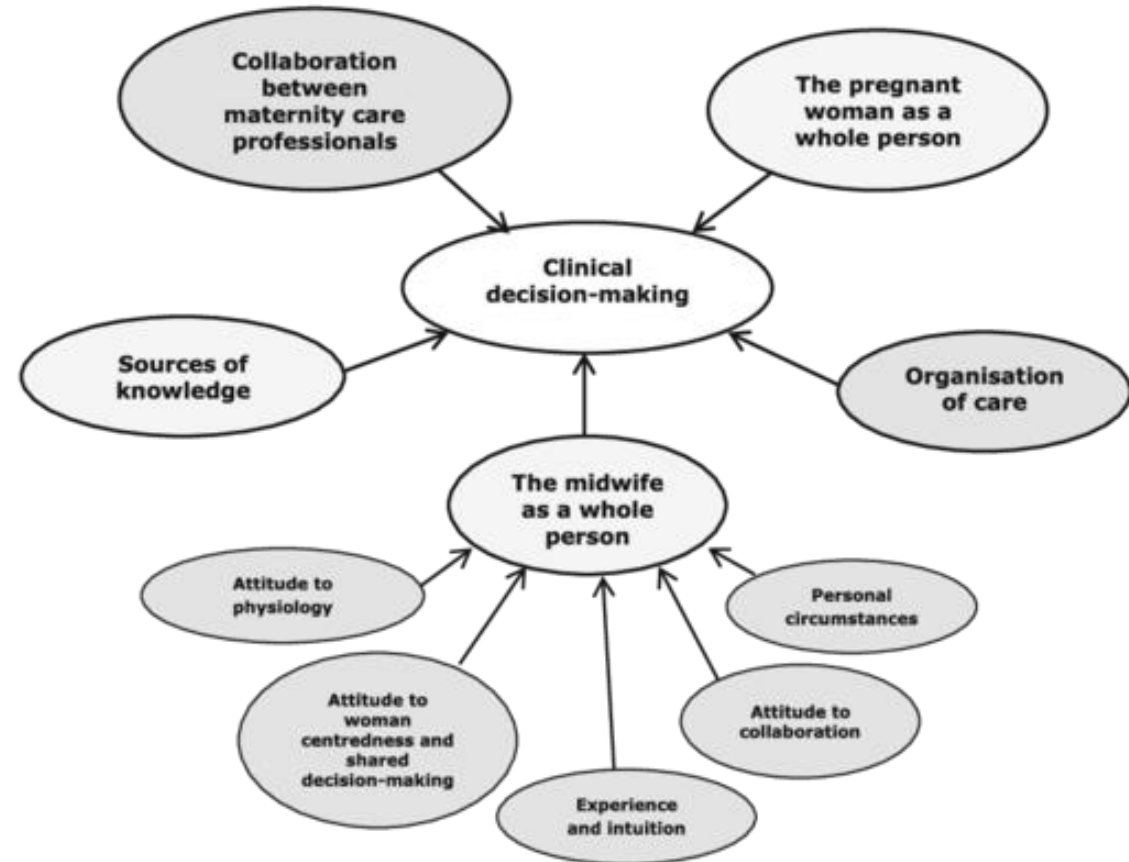 Collaboration
between
maternity care
professionals
The pregnant
woman as a
whole person
Clinical
decision-making
Sources of
knowledge
Organisation
of care
The midwife
as a whole
person
Attitude to
physiology
Personal
circumstances
Attitude to
woman
centredness and
shared
decision-making
Attitude to
collaboration
Experience
and intuition